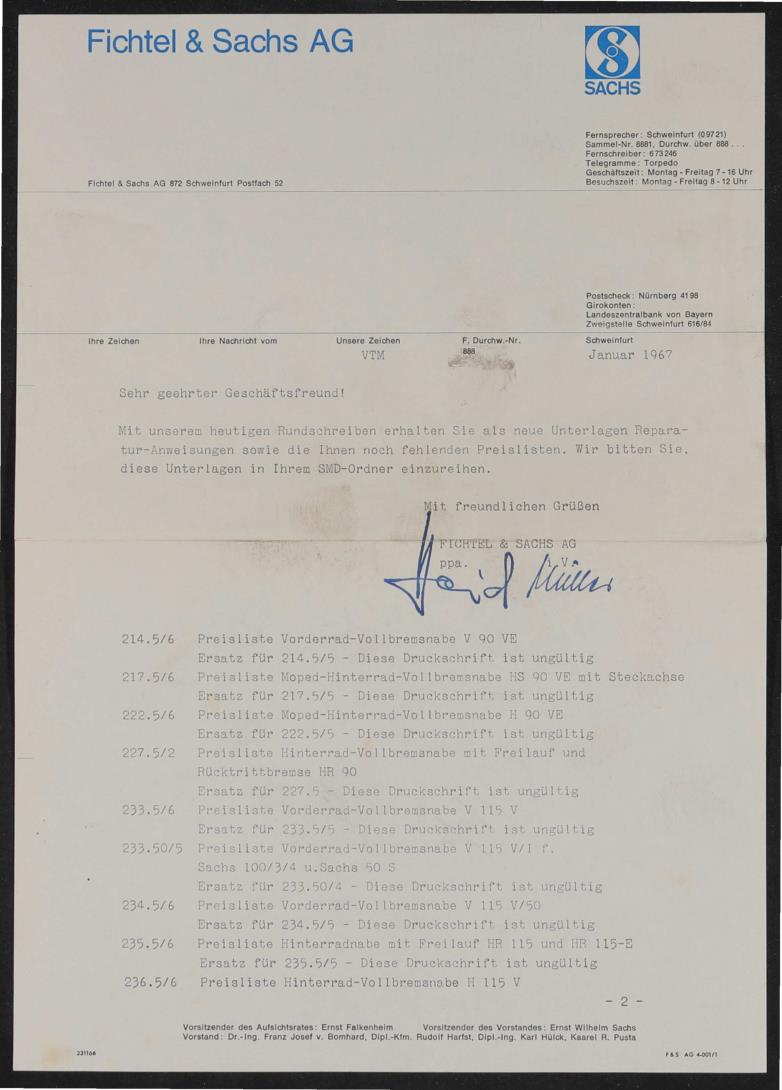 Fichtel & Sachs AG
SACHS
Fernsprecher: Schweinfurt (09721)
Sammel-Nr. 8881, Durchw. über 888 ...
Fernschreiber: 673246
Telegramme: Torpedo
Geschäftszeit: Montag - Freitag 7 - 16 Uhr
Besuchszeit: Montag - Freitag 8 - 12 Uhr
Fichtel & Sachs AG 872 Schweinfurt Postfach 52
Postscheck: Nürnberg 4198
Girokonten:
Landeszentralbank von Bayern
Zweigstelle Schweinfurt 616/84
Ihre Zeichen Ihre Nachricht vom Unsere Zeichen F. Durchw.-Nr. Schweinfurt
VTM 888 Januar 1967
Sehr geehrter Geschäftsfreund!
Mit unserem heutigen Rundschreiben erhalten Sie als neue Unterlagen Repara-
tur-Anweisungen sowie die Ihnen noch fehlenden Preislisten. Wir bitten Sie,
diese Unterlagen in Ihrem SMD-Ordner einzureihen.
Mit freundlichen Grüßen
FICHTEL & SACHS AG
ppa. i.V.
Müller
214.5/6 Preisliste Vorderrad-Vollbremsnabe V 90 VE
Ersatz für 214.5/5 - Diese Druckschrift ist ungültig
217.5/6 Preisliste Moped-Hinterrad-Vollbremsnabe HS 90 VE mit Steckachse
Ersatz für 217.5/5 - Diese Druckschrift ist ungültig
222.5/6 Preisliste Moped-Hinterrad-Vollbremsnabe H 90 VE
Ersatz für 222.5/5 - Diese Druckschrift ist ungültig
227.5/2 Preisliste Hinterrad-Vollbremsnabe mit Freilauf und
Rücktrittbremse HR 90
Ersatz für 227.5 - Diese Druckschrift ist ungültig
233.5/6 Preisliste Vorderrad-Vollbremsnabe V 115 V
Ersatz für 233.5/5 - Diese Druckschrift ist ungültig
233.50/5 Preisliste Vorderrad-Vollbremsnabe V 115 V/I f.
Sachs 100/3/4 u.Sachs 50 S
Ersatz für 233.50/4 - Diese Druckschrift ist ungültig
234.5/6 Preisliste Vorderrad-Vollbremsnabe V 115 V/50
Ersatz für 234.5/5 - Diese Druckschrift ist ungültig
235.5/6 Preisliste Hinterradnabe mit Freilauf HR 115 und HR 115-E
Ersatz für 235.5/5 - Diese Druckschrift ist ungültig
236.5/6 Preisliste Hinterrad-Vollbremsnabe H 115 V
- 2 -
Vorsitzender des Aufsichtsrates: Ernst Falkenheim Vorsitzender des Vorstandes: Ernst Wilhelm Sachs
Vorstand: Dr.-Ing. Franz Josef v. Bomhard, Dipl.-Kfm. Rudolf Harfst, Dipl.-Ing. Karl Hülck, Kaarel R. Pusta
231166 F & S AG 4-001/1